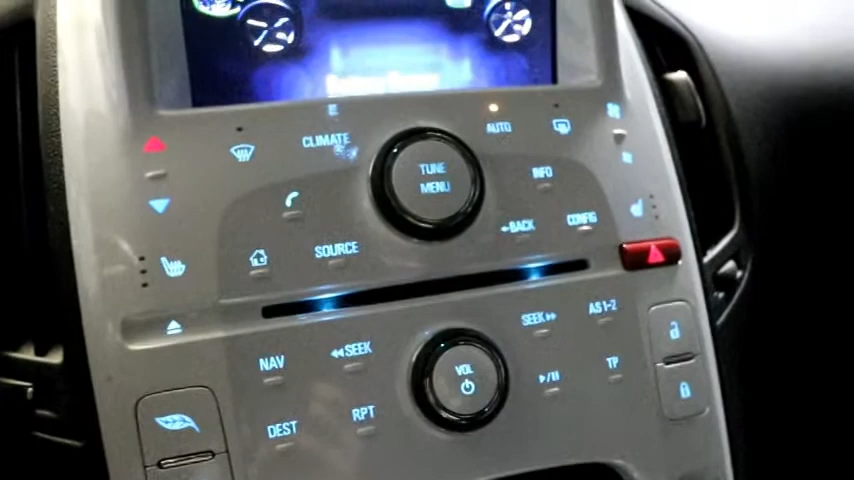 CLIMATE
AUTO
TUNE
MENU
INFO
BACK
CONFIG
SOURCE
SEEK
AS 1-2
NAV
SEEK
VOL
TP
DEST
RPT